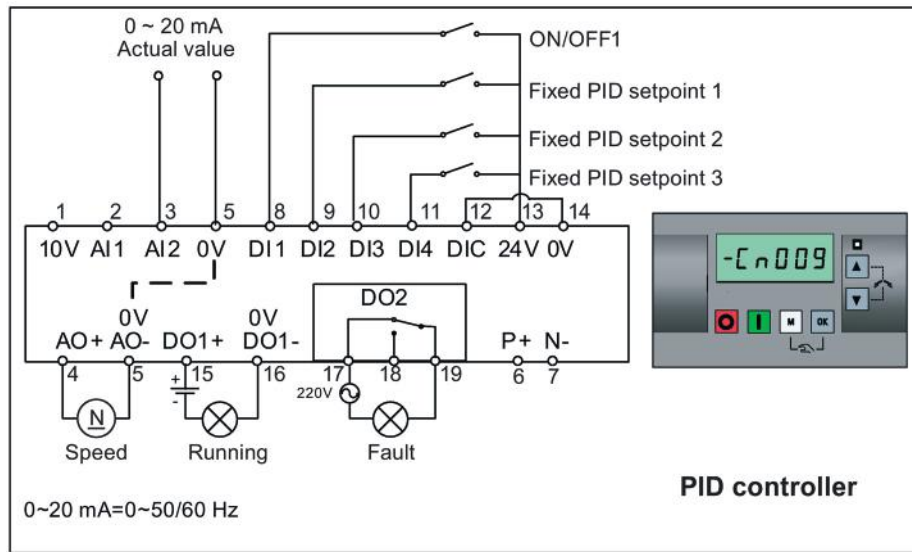 0 ~ 20 mA
Actual value
ON/OFF1
Fixed PID setpoint 1
Fixed PID setpoint 2
Fixed PID setpoint 3
1 2 3 5 8 9 10 11 12 13 14
10V AI1 AI2 0V DI1 DI2 DI3 DI4 DIC 24V 0V
-Cn009
DO2
0V 0V
AO+ AO- DO1+ DO1- P+ N-
4 5 15 16 17 18 19 6 7
+
-
220V
N
M OK
Speed Running Fault
PID controller
0~20 mA=0~50/60 Hz